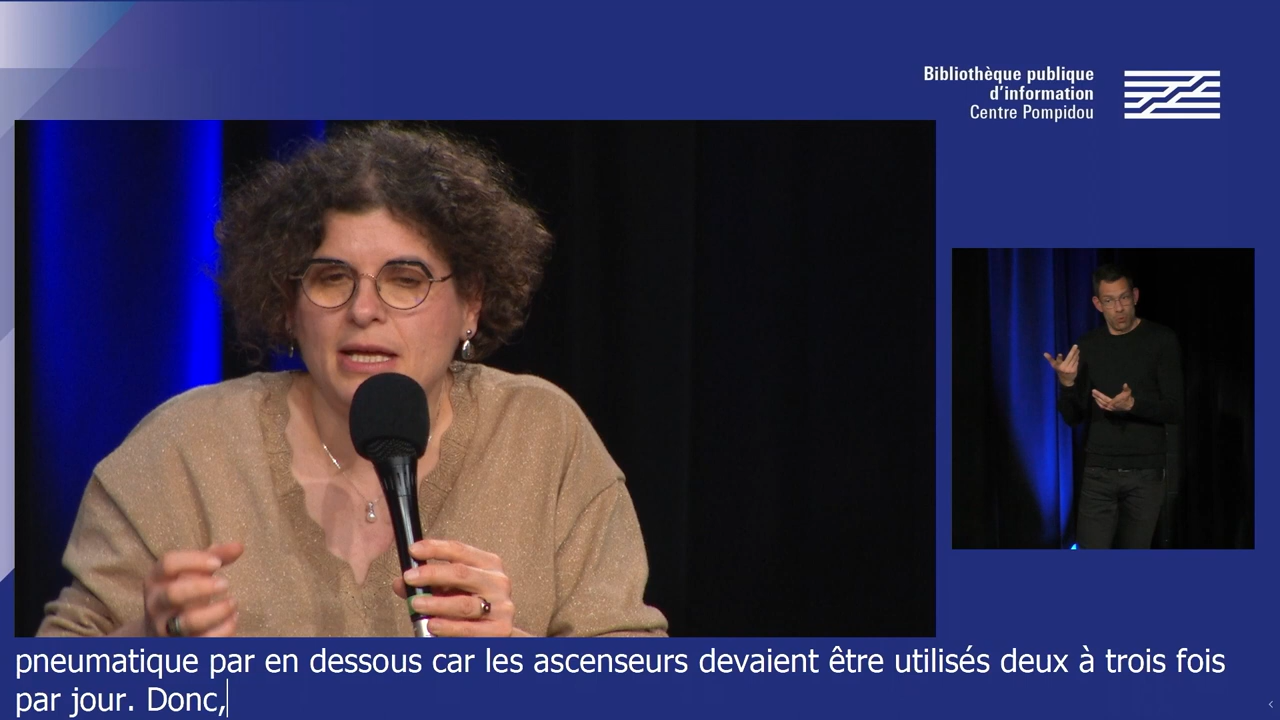 Bibliothèque publique
d'information
Centre Pompidou
pneumatique par en dessous car les ascenseurs devaient être utilisés deux à trois fois
par jour. Donc,